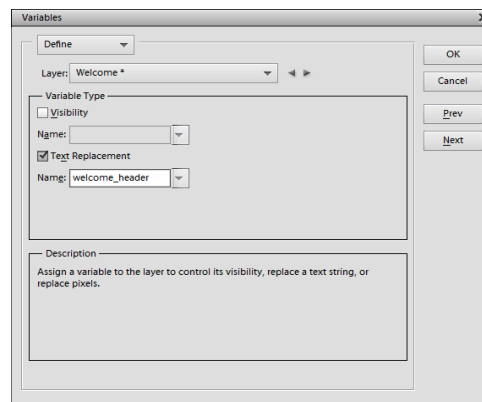 Variables
Define
OK
Layer: Welcome *
Cancel
Variable Type
Visibility
Prev
Name:
Next
Text Replacement
Name: welcome_header
Description
Assign a variable to the layer to control its visibility, replace a text string, or
replace pixels.